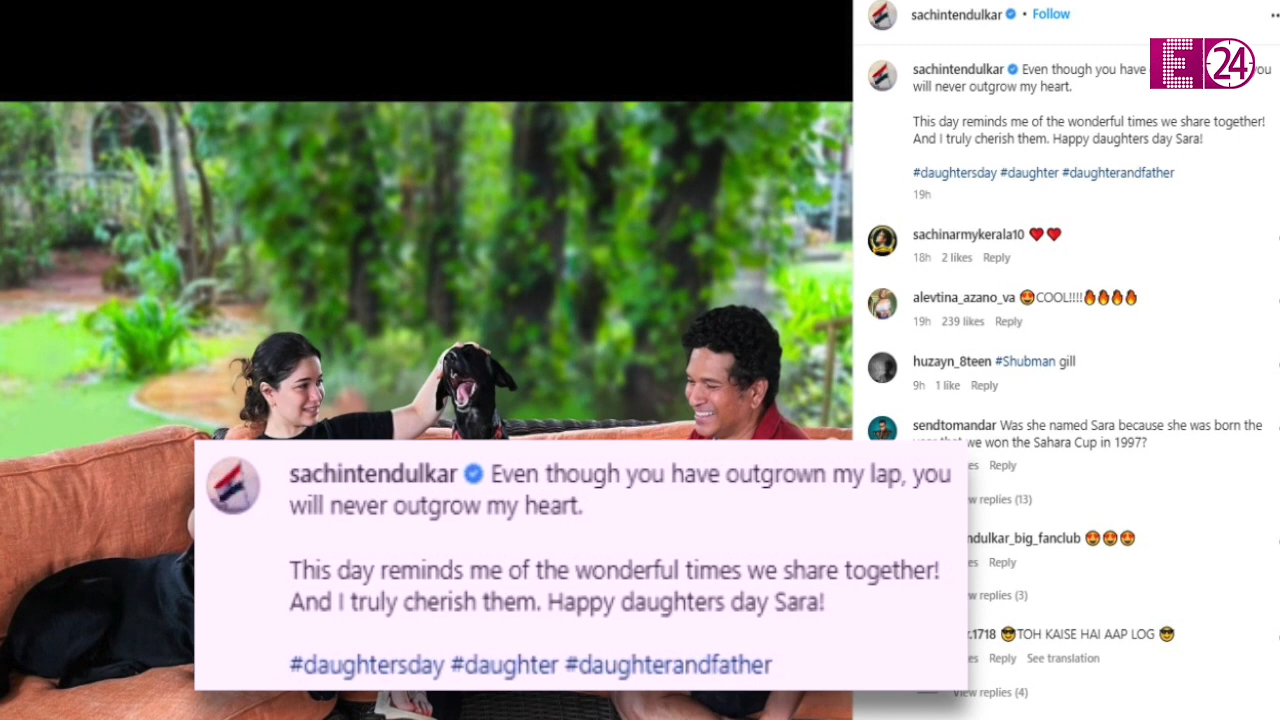 sachintendulkar • Follow
E 24
sachintendulkar Even though you have you
will never outgrow my heart.
This day reminds me of the wonderful times we share together!
And I truly cherish them. Happy daughters day Sara!
#daughtersday #daughter #daughterandfather
19h
sachinarmykerala10 ❤️❤️
18h 2 likes Reply
alevtina_azano_va 😍COOL!!!!🔥🔥🔥🔥
19h 239 likes Reply
huzayn_8teen #Shubman gill
9h 1 like Reply
sendtomandar Was she named Sara because she was born the
we won the Sahara Cup in 1997?
es Reply
w replies (13)
ndulkar_big_fanclub 😍😍😍
es Reply
w replies (3)
r.1718 😎TOH KAISE HAI AAP LOG 😎
es Reply See translation
View replies (4)
sachintendulkar Even though you have outgrown my lap, you
will never outgrow my heart.
This day reminds me of the wonderful times we share together!
And I truly cherish them. Happy daughters day Sara!
#daughtersday #daughter #daughterandfather